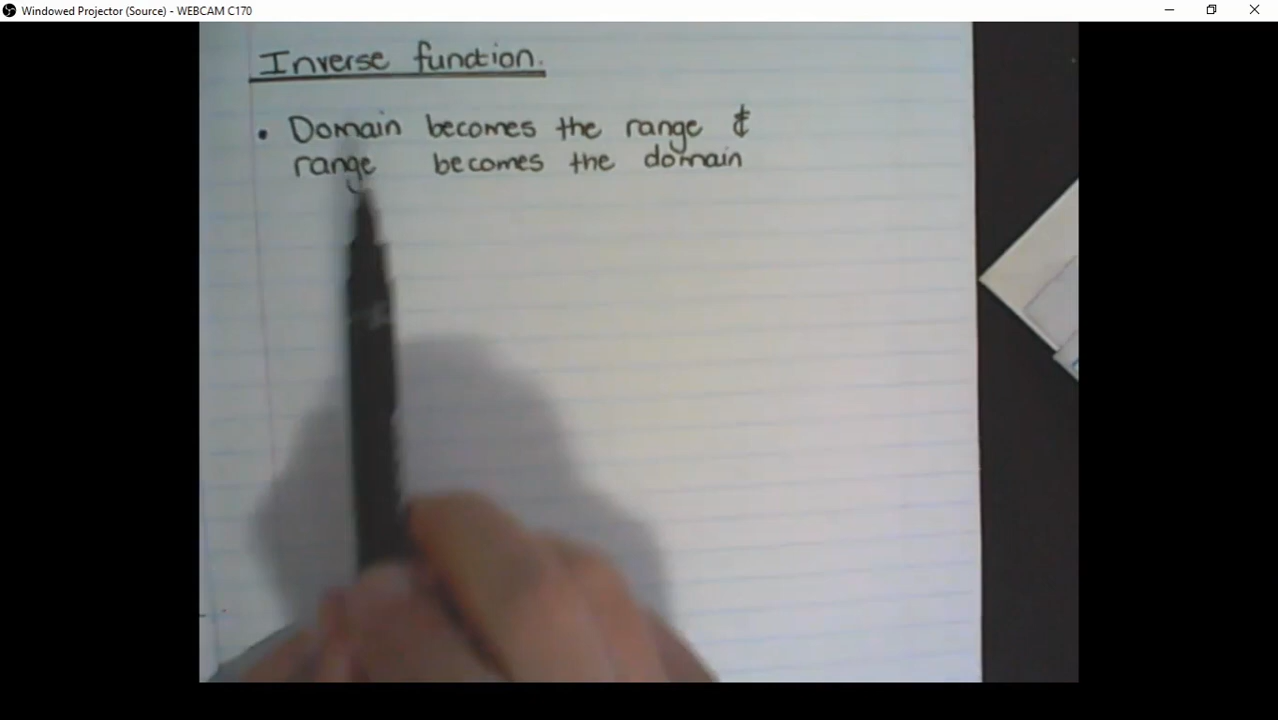 Windowed Projector (Source) - WEBCAM C170
Inverse function.
• Domain becomes the range &
range becomes the domain